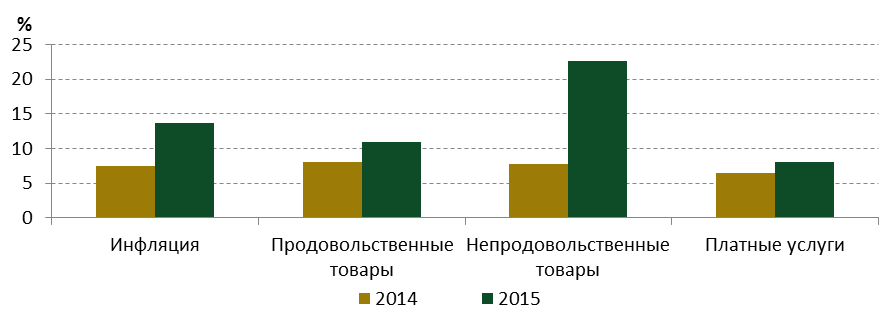 %
25
20
15
10
5
0
Инфляция
Продовольственные
товары
Непродовольственные
товары
Платные услуги
2014
2015